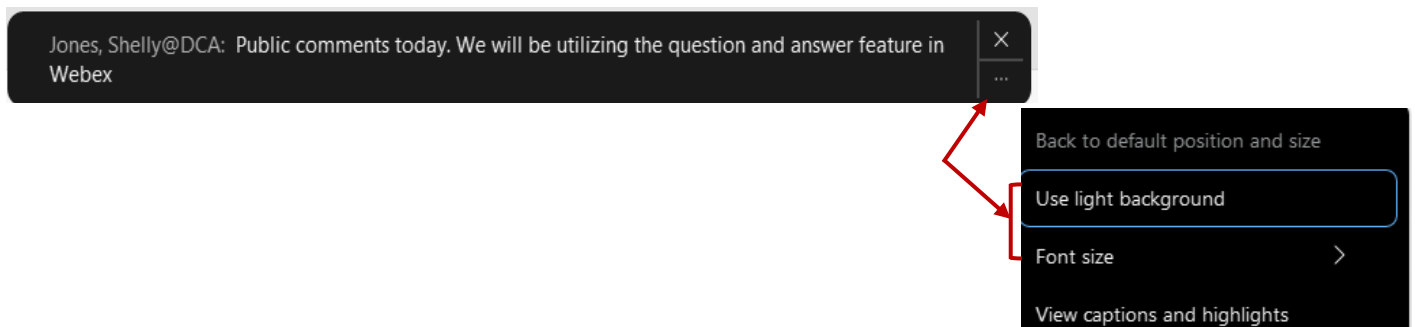 Jones, Shelly@DCA: Public comments today. We will be utilizing the question and answer feature in
Webex
...
Back to default position and size
Use light background
Font size
View captions and highlights